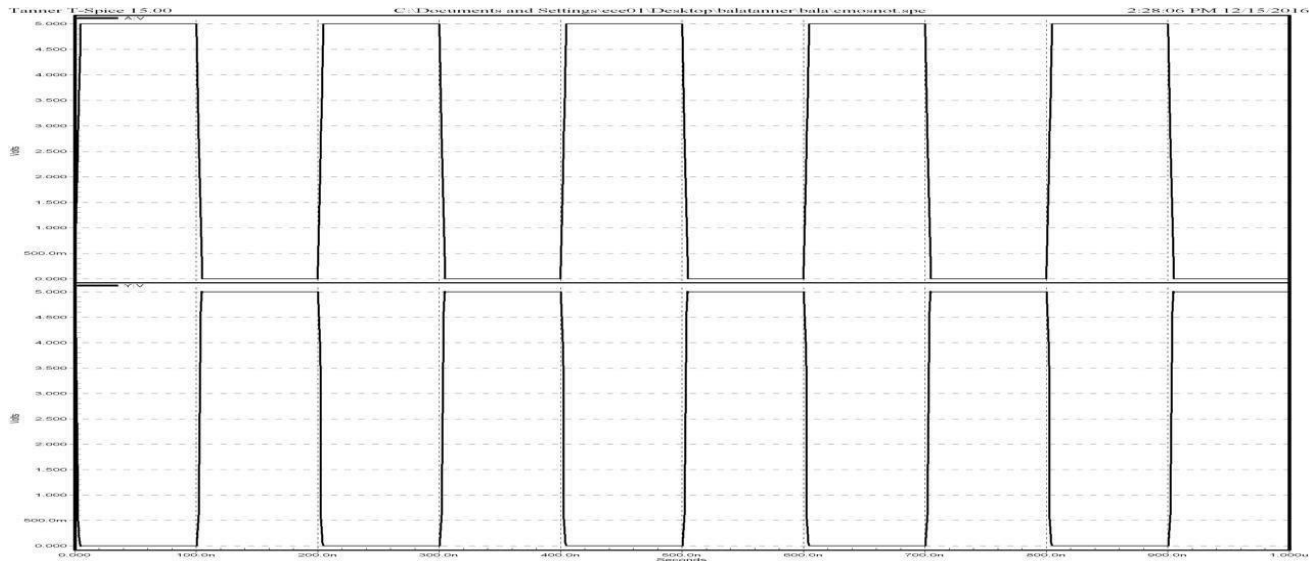 Tanner T-Spice 15.00 C:\Documents and Settings\ece01\Desktop\balatanner\bala\cmosnot.spc 2:28:06 PM 12/15/2016
A:V
5.000
4.500
4.000
3.500
3.000
2.500
Volts
2.000
1.500
1.000
500.0m
0.000
Y:V
5.000
4.500
4.000
3.500
3.000
2.500
Volts
2.000
1.500
1.000
500.0m
0.000
0.000 100.0n 200.0n 300.0n 400.0n 500.0n 600.0n 700.0n 800.0n 900.0n 1.000u
Seconds